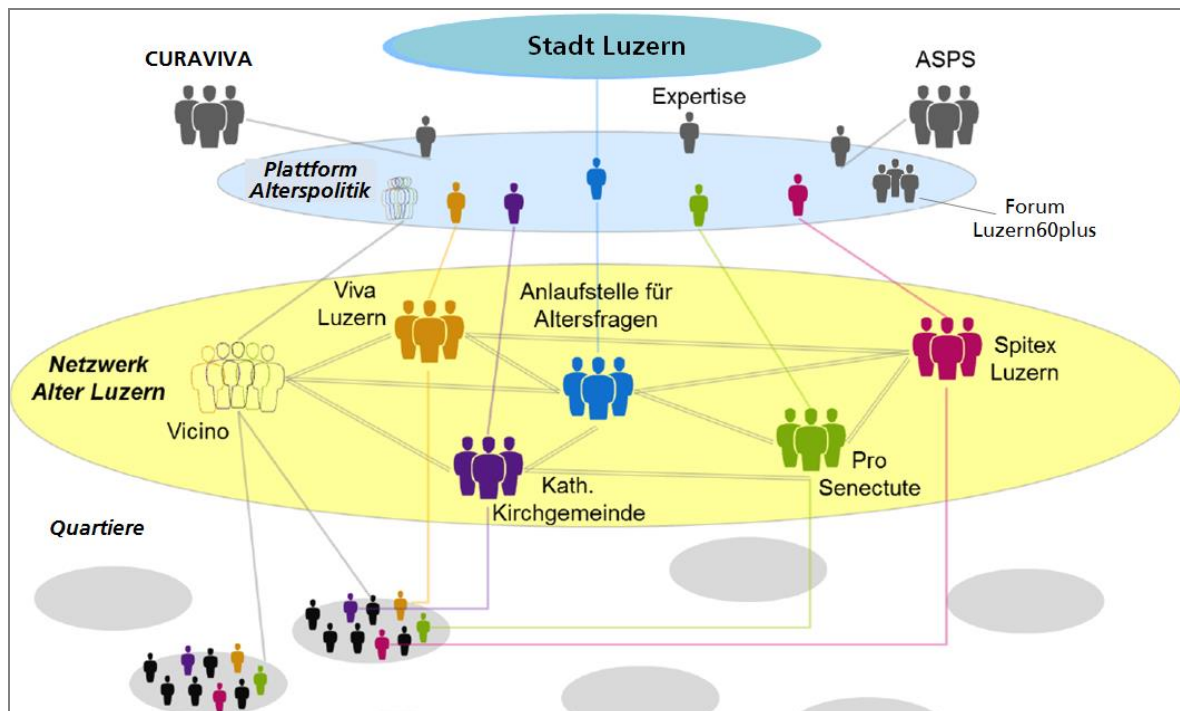 Stadt Luzern
CURAVIVA
ASPS
Expertise
Plattform
Alterspolitik
Forum
Luzern60plus
Viva
Luzern
Anlaufstelle für
Altersfragen
Netzwerk
Alter Luzern
Spitex
Luzern
Vicino
Kath.
Kirchgemeinde
Pro
Senectute
Quartiere